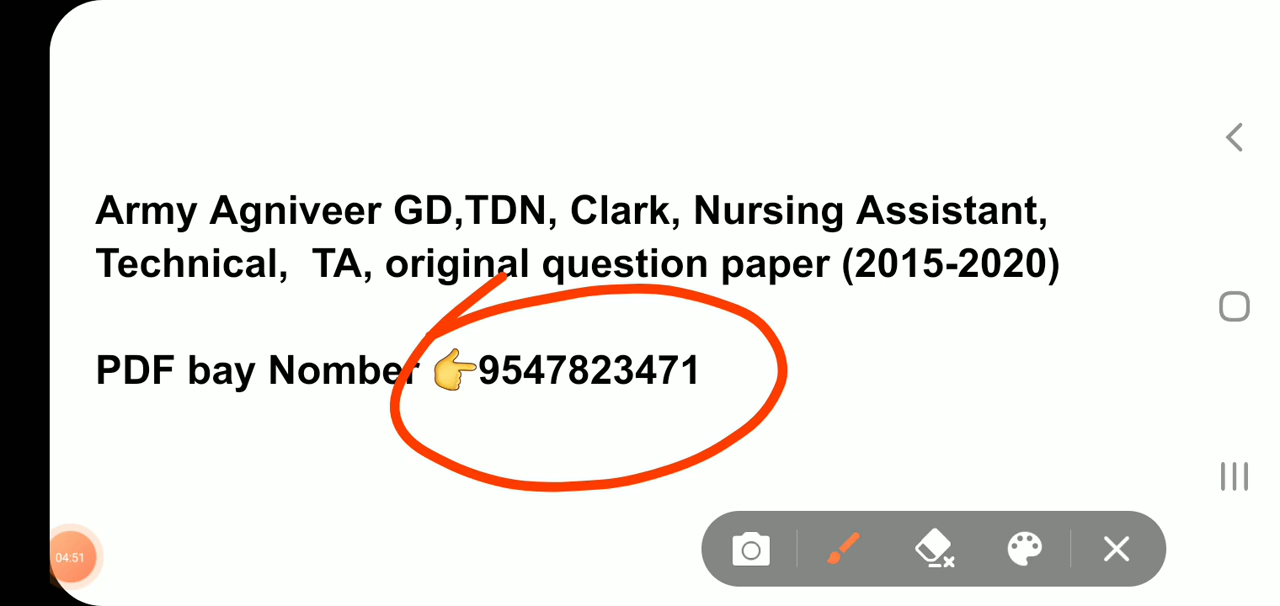 Army Agniveer GD,TDN, Clark, Nursing Assistant,
Technical, TA, original question paper (2015-2020)
PDF bay Nomber 👉9547823471
04:51